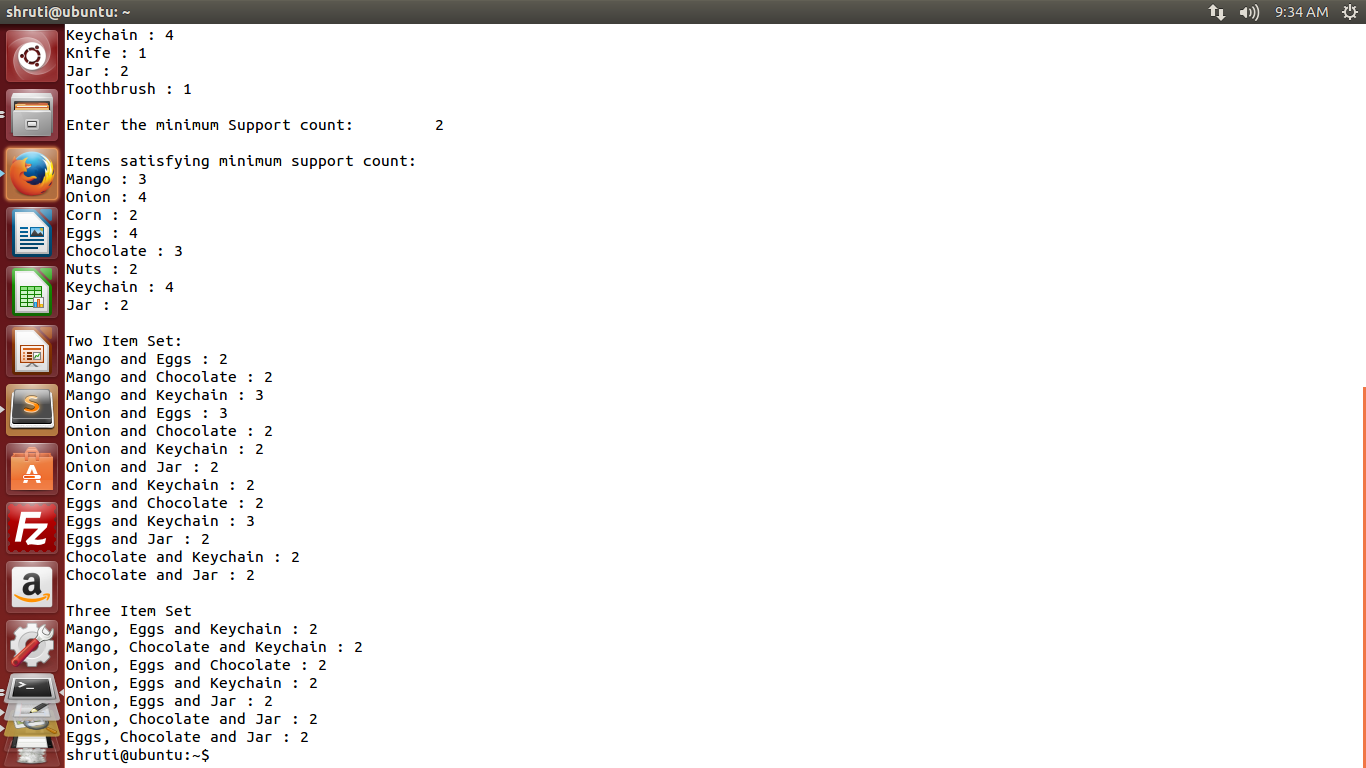 shruti@ubuntu: ~
9:34 AM
Keychain : 4
Knife : 1
Jar : 2
Toothbrush : 1
Enter the minimum Support count: 2
Items satisfying minimum support count:
Mango : 3
Onion : 4
Corn : 2
Eggs : 4
Chocolate : 3
Nuts : 2
Keychain : 4
Jar : 2
Two Item Set:
Mango and Eggs : 2
Mango and Chocolate : 2
Mango and Keychain : 3
Onion and Eggs : 3
Onion and Chocolate : 2
Onion and Keychain : 2
Onion and Jar : 2
Corn and Keychain : 2
Eggs and Chocolate : 2
Eggs and Keychain : 3
Eggs and Jar : 2
Chocolate and Keychain : 2
Chocolate and Jar : 2
Three Item Set
Mango, Eggs and Keychain : 2
Mango, Chocolate and Keychain : 2
Onion, Eggs and Chocolate : 2
Onion, Eggs and Keychain : 2
Onion, Eggs and Jar : 2
Onion, Chocolate and Jar : 2
Eggs, Chocolate and Jar : 2
shruti@ubuntu:~$
S
A
Fz
a
>_